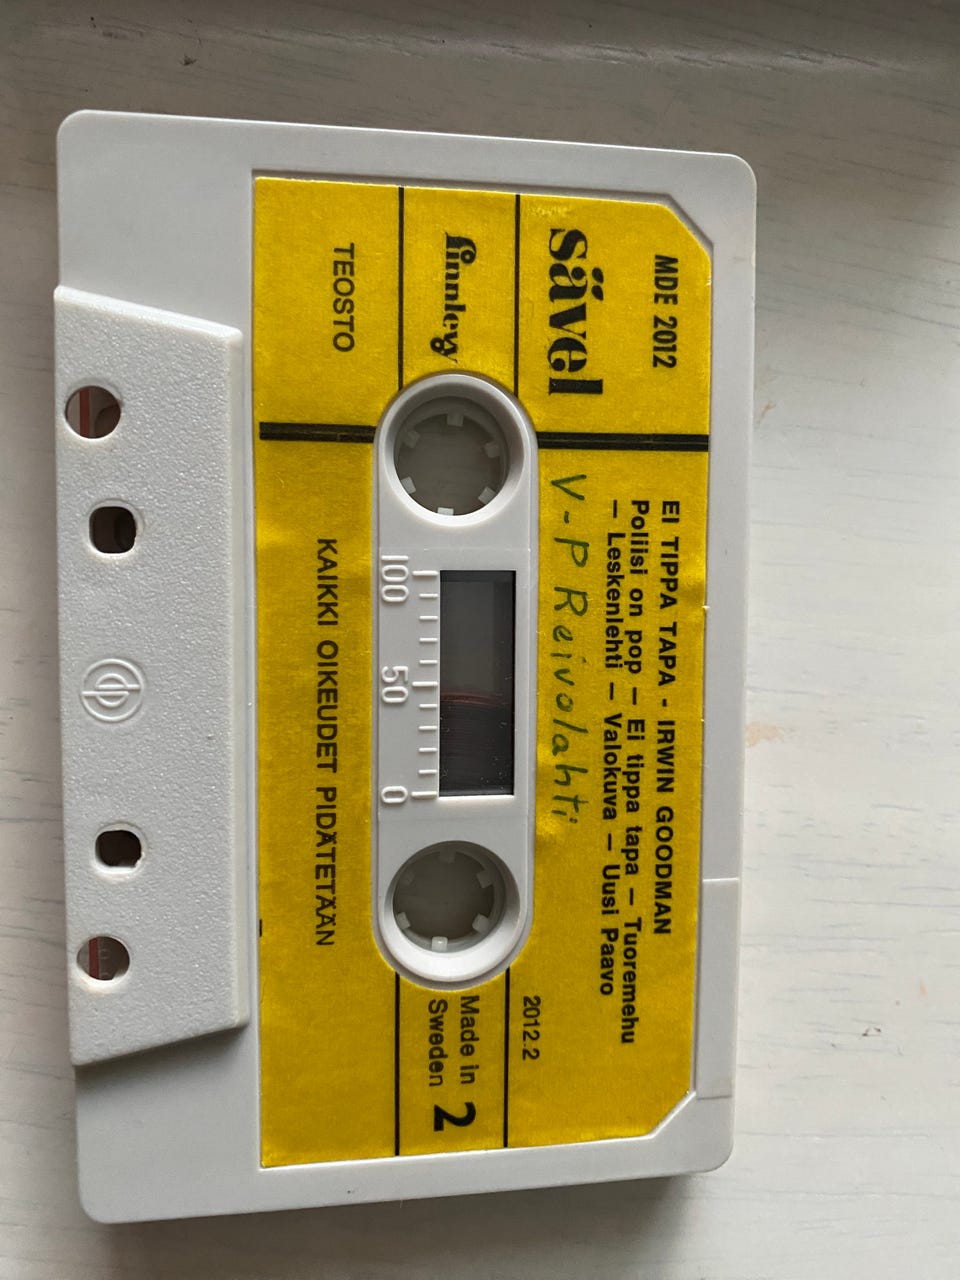 MDE 2012
sävel
finnlevy
TEOSTO
EI TIPPA TAPA - IRWIN GOODMAN
Poliisi on pop – Ei tippa tapa – Tuoremehu
– Leskenlehti – Valokuva – Uusi Paavo
V-P Reivolahti
2012.2
100 50 0
Made in
Sweden
2
KAIKKI OIKEUDET PIDÄTETÄÄN